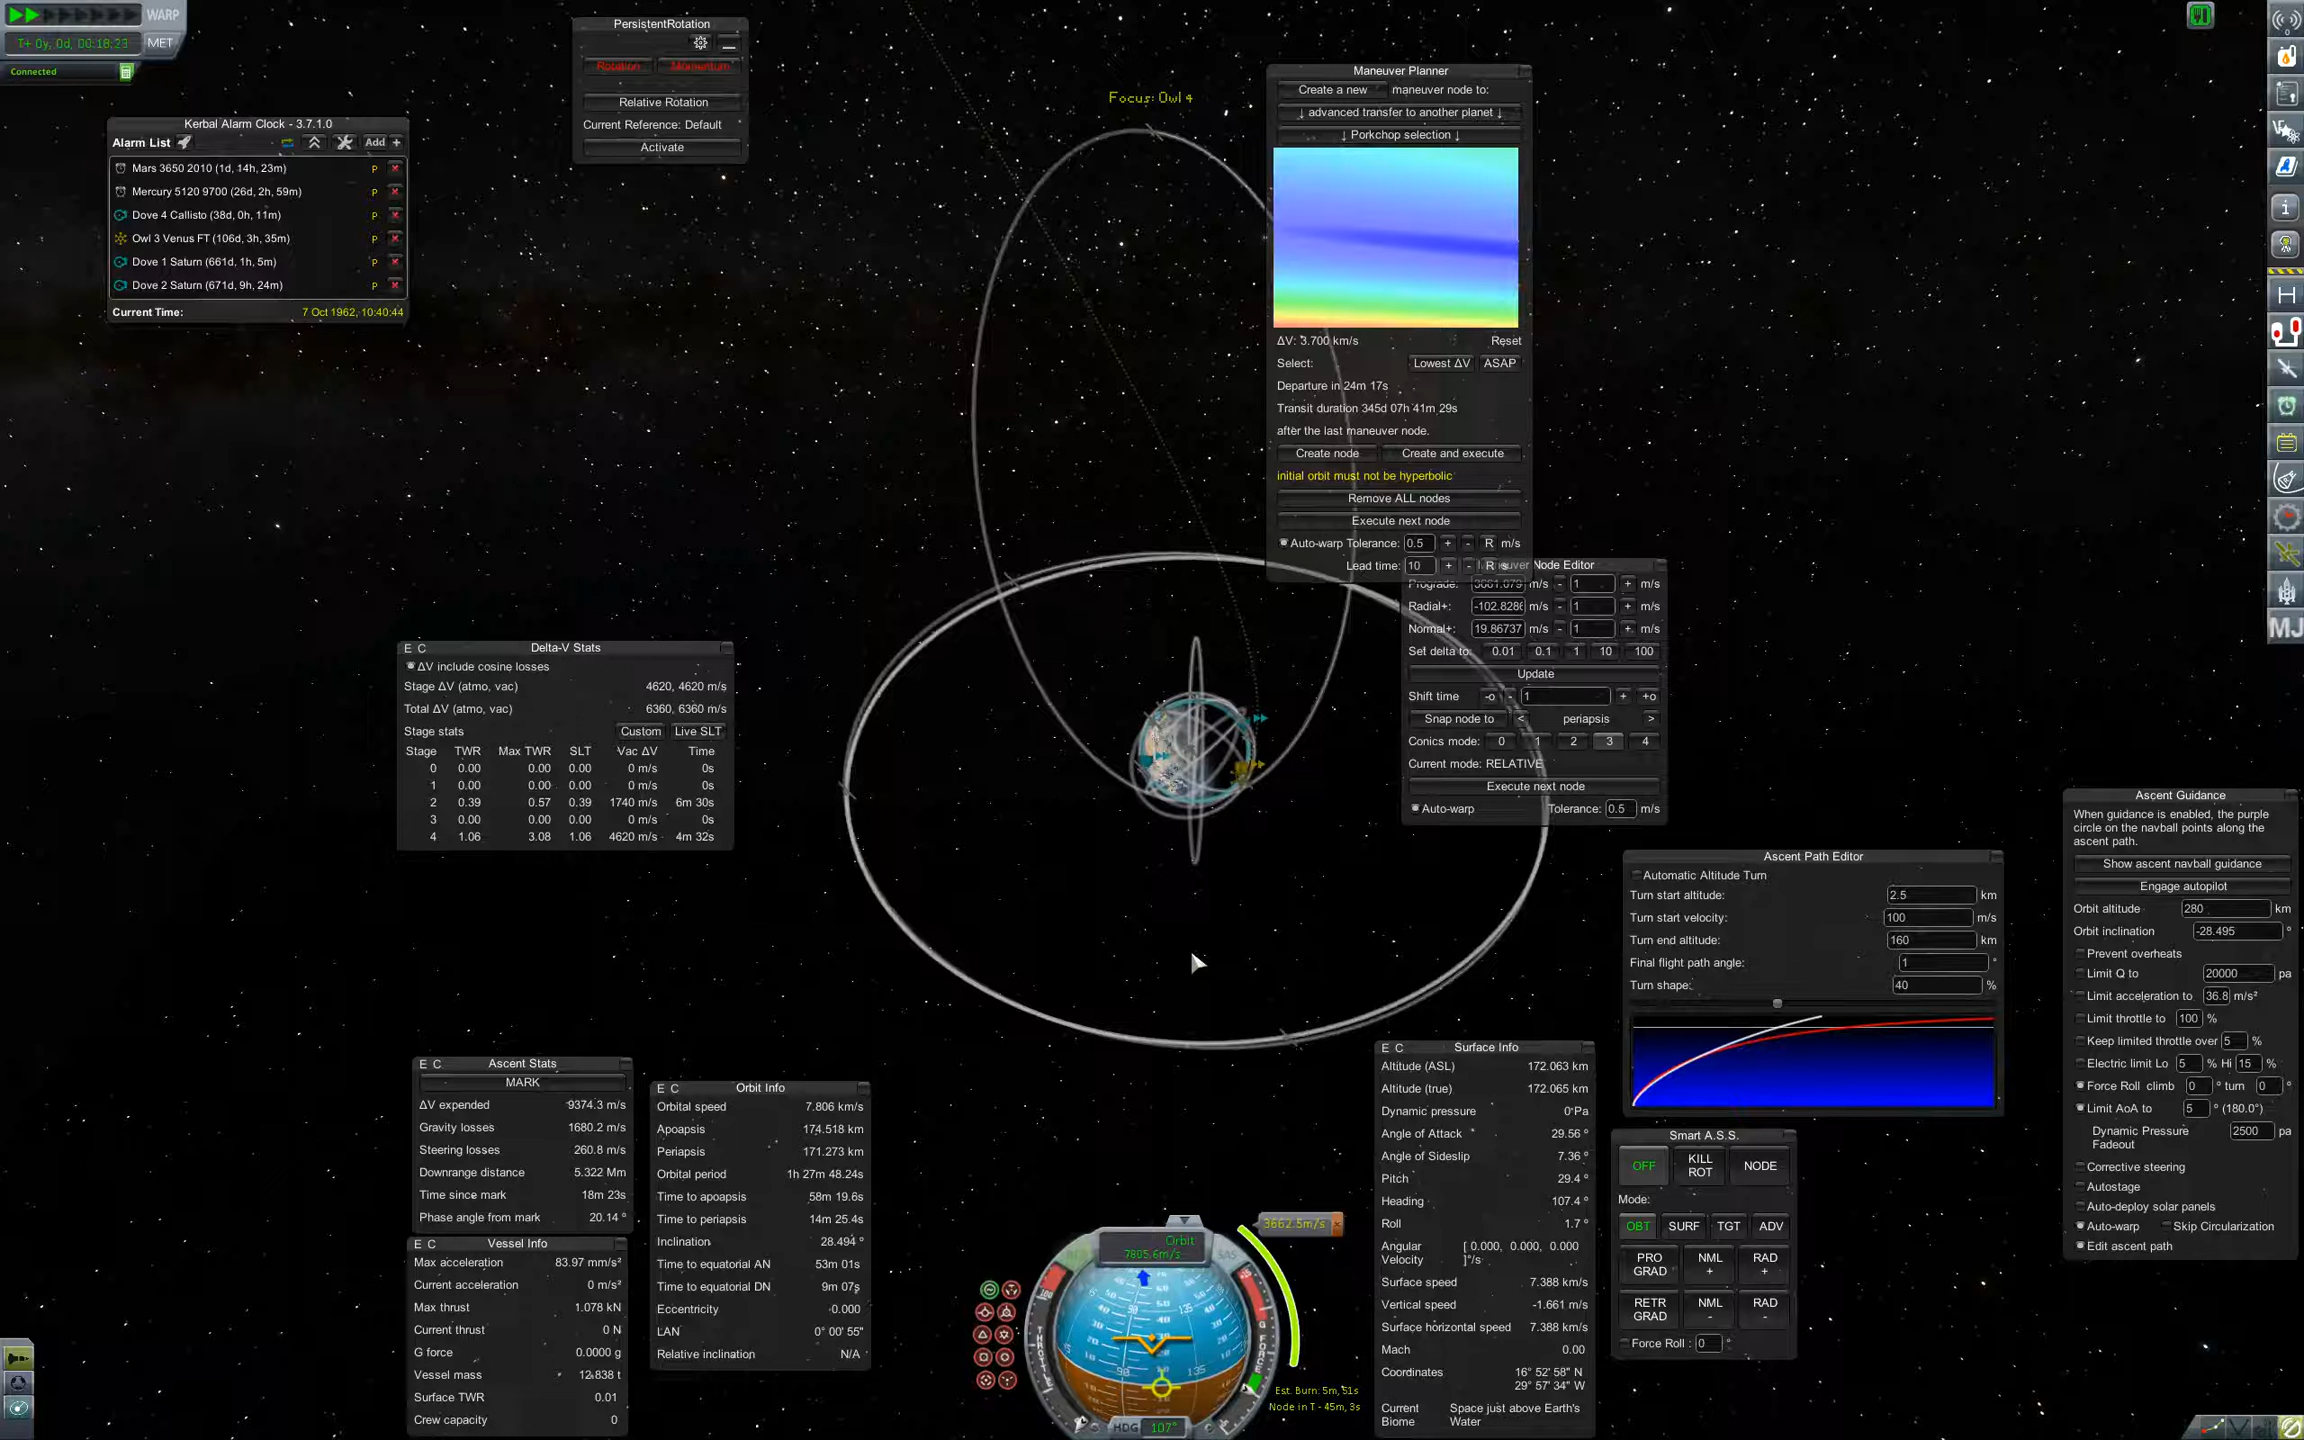 WARP
T+ 0y, 0d, 00:18:23 MET
Connected
Kerbal Alarm Clock - 3.7.1.0
Alarm List Add +
Mars 3650 2010 (1d, 14h, 23m) P
Mercury 5120 9700 (26d, 2h, 59m) P
Dove 4 Callisto (38d, 0h, 11m) P
Owl 3 Venus FT (106d, 3h, 35m) P
Dove 1 Saturn (661d, 1h, 5m) P
Dove 2 Saturn (671d, 9h, 24m) P
Current Time: 7 Oct 1962, 10:40:44
PersistentRotation
Rotation Momentum
Relative Rotation
Current Reference: Default
Activate
Focus: Owl 4
Maneuver Planner
Create a new maneuver node to:
↓ advanced transfer to another planet ↓
↓ Porkchop selection ↓
ΔV: 3.700 km/s Reset
Select: Lowest ΔV ASAP
Departure in 24m 17s
Transit duration 345d 07h 41m 29s
after the last maneuver node.
Create node Create and execute
initial orbit must not be hyperbolic
Remove ALL nodes
Execute next node
Auto-warp Tolerance: 0.5 + - R m/s
Lead time: 10 + - R s
Node Editor
Prograde: 3661.079 m/s - 1 + m/s
Radial+: -102.8286 m/s - 1 + m/s
Normal+: 19.86737 m/s - 1 + m/s
Set delta to: 0.01 0.1 1 10 100
Update
Shift time -o - 1 + +o
Snap node to < periapsis >
Conics mode: 0 1 2 3 4
Current mode: RELATIVE
Execute next node
Auto-warp Tolerance: 0.5 m/s
E C Delta-V Stats
ΔV include cosine losses
Stage ΔV (atmo, vac) 4620, 4620 m/s
Total ΔV (atmo, vac) 6360, 6360 m/s
Stage stats Custom Live SLT
Stage TWR Max TWR SLT Vac ΔV Time
0 0.00 0.00 0.00 0 m/s 0s
1 0.00 0.00 0.00 0 m/s 0s
2 0.39 0.57 0.39 1740 m/s 6m 30s
3 0.00 0.00 0.00 0 m/s 0s
4 1.06 3.08 1.06 4620 m/s 4m 32s
Ascent Path Editor
Automatic Altitude Turn
Turn start altitude: 2.5 km
Turn start velocity: 100 m/s
Turn end altitude: 160 km
Final flight path angle: 1 °
Turn shape: 40 %
Ascent Guidance
When guidance is enabled, the purple
circle on the navball points along the
ascent path.
Show ascent navball guidance
Engage autopilot
Orbit altitude 280 km
Orbit inclination -28.495 °
Prevent overheats
Limit Q to 20000 pa
Limit acceleration to 36.8 m/s²
Limit throttle to 100 %
Keep limited throttle over 5 %
Electric limit Lo 5 % Hi 15 %
Force Roll climb 0 ° turn 0 °
Limit AoA to 5 ° (180.0°)
Dynamic Pressure
Fadeout
2500 pa
Corrective steering
Autostage
Auto-deploy solar panels
Auto-warp Skip Circularization
Edit ascent path
E C Ascent Stats
MARK
ΔV expended 9374.3 m/s
Gravity losses 1680.2 m/s
Steering losses 260.8 m/s
Downrange distance 5.322 Mm
Time since mark 18m 23s
Phase angle from mark 20.14 °
E C Vessel Info
Max acceleration 83.97 mm/s²
Current acceleration 0 m/s²
Max thrust 1.078 kN
Current thrust 0 N
G force 0.0000 g
Vessel mass 12.838 t
Surface TWR 0.01
Crew capacity 0
E C Orbit Info
Orbital speed 7.806 km/s
Apoapsis 174.518 km
Periapsis 171.273 km
Orbital period 1h 27m 48.24s
Time to apoapsis 58m 19.6s
Time to periapsis 14m 25.4s
Inclination 28.494 °
Time to equatorial AN 53m 01s
Time to equatorial DN 9m 07s
Eccentricity 0.000
LAN 0° 00' 55"
Relative inclination N/A
3662.5m/s
Orbit
7805.6m/s
SAS
HDG 107°
Est. Burn: 5m, 51s
Node in T - 45m, 3s
E C Surface Info
Altitude (ASL) 172.063 km
Altitude (true) 172.065 km
Dynamic pressure 0 Pa
Angle of Attack 29.56 °
Angle of Sideslip 7.36 °
Pitch 29.4 °
Heading 107.4 °
Roll 1.7 °
Angular
Velocity
[ 0.000, 0.000, 0.000
]°/s
Surface speed 7.388 km/s
Vertical speed -1.661 m/s
Surface horizontal speed 7.388 km/s
Mach 0.00
Coordinates 16° 52' 58" N
29° 57' 34" W
Current
Biome
Space just above Earth's
Water
Smart A.S.S.
OFF KILL ROT NODE
Mode:
OBT SURF TGT ADV
PRO GRAD NML + RAD +
RETR GRAD NML - RAD -
Force Roll : 0 °
MJ